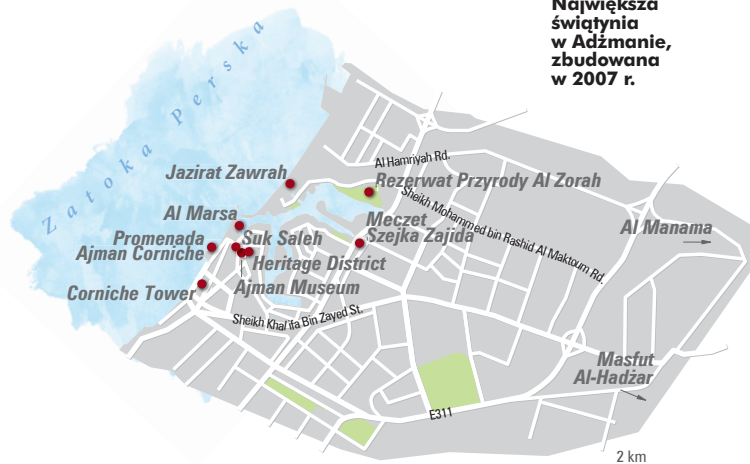 Największa
świątynia
w Adżmanie,
zbudowana
w 2007 r.
Zatoka Perska
Al Hamriyah Rd.
Jazirat Zawrah
Rezerwat Przyrody Al Zorah
Sheikh Mohammed bin Rashid Al Maktoum Rd.
Al Marsa
Meczet
Szejka Zajida
Al Manama
Promenada
Ajman Corniche
Suk Saleh
Heritage District
Ajman Museum
Corniche Tower
Sheikh Khalifa Bin Zayed St.
Masfut
Al-Hadżar
E311
2 km